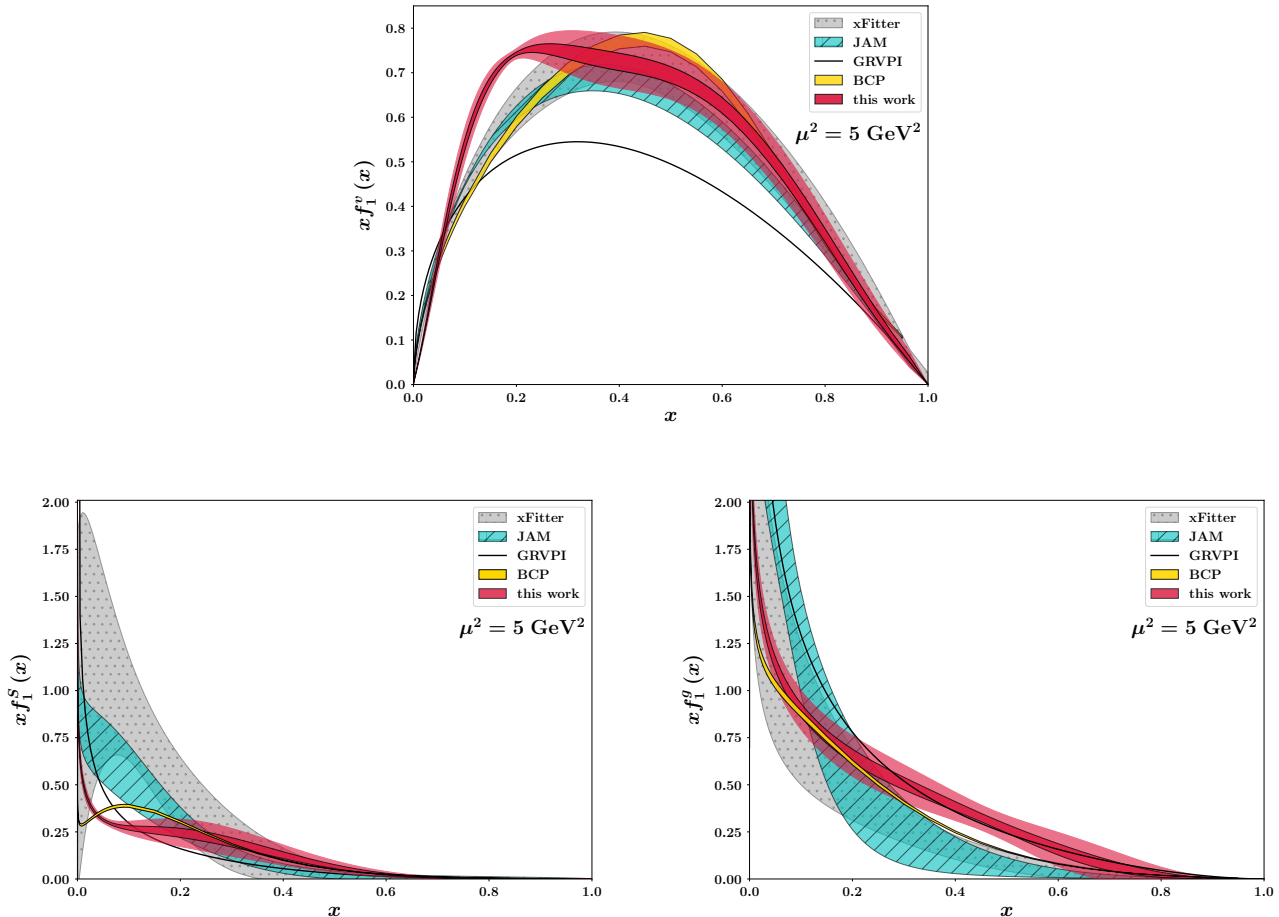 0.8
0.7
0.6
0.5
0.4
0.3
0.2
0.1
0.0
x f_1^v (x)
xFitter
JAM
GRVPI
BCP
this work
μ² = 5 GeV²
0.0 0.2 0.4 0.6 0.8 1.0
x
2.00
1.75
1.50
1.25
1.00
0.75
0.50
0.25
0.00
x f_1^S (x)
xFitter
JAM
GRVPI
BCP
this work
μ² = 5 GeV²
0.0 0.2 0.4 0.6 0.8 1.0
x
2.00
1.75
1.50
1.25
1.00
0.75
0.50
0.25
0.00
x f_1^g (x)
xFitter
JAM
GRVPI
BCP
this work
μ² = 5 GeV²
0.0 0.2 0.4 0.6 0.8 1.0
x